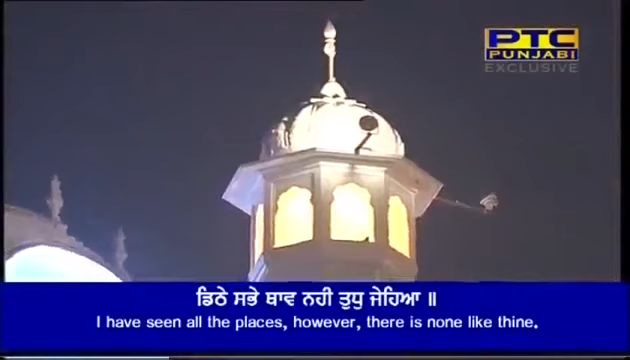 PTC
PUNJABI
EXCLUSIVE
ਡਿਠੇ ਸਭੇ ਥਾਵ ਨਹੀ ਤੁਧੁ ਜੇਹਿਆ ॥
I have seen all the places, however, there is none like thine.